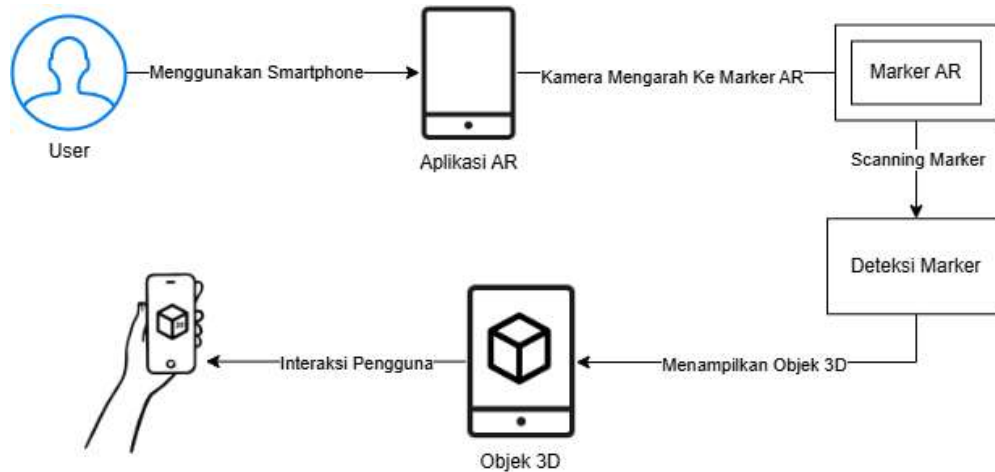 Menggunakan Smartphone
Kamera Mengarah Ke Marker AR
Marker AR
User
Aplikasi AR
Scanning Marker
Deteksi Marker
Interaksi Pengguna
Menampilkan Objek 3D
Objek 3D